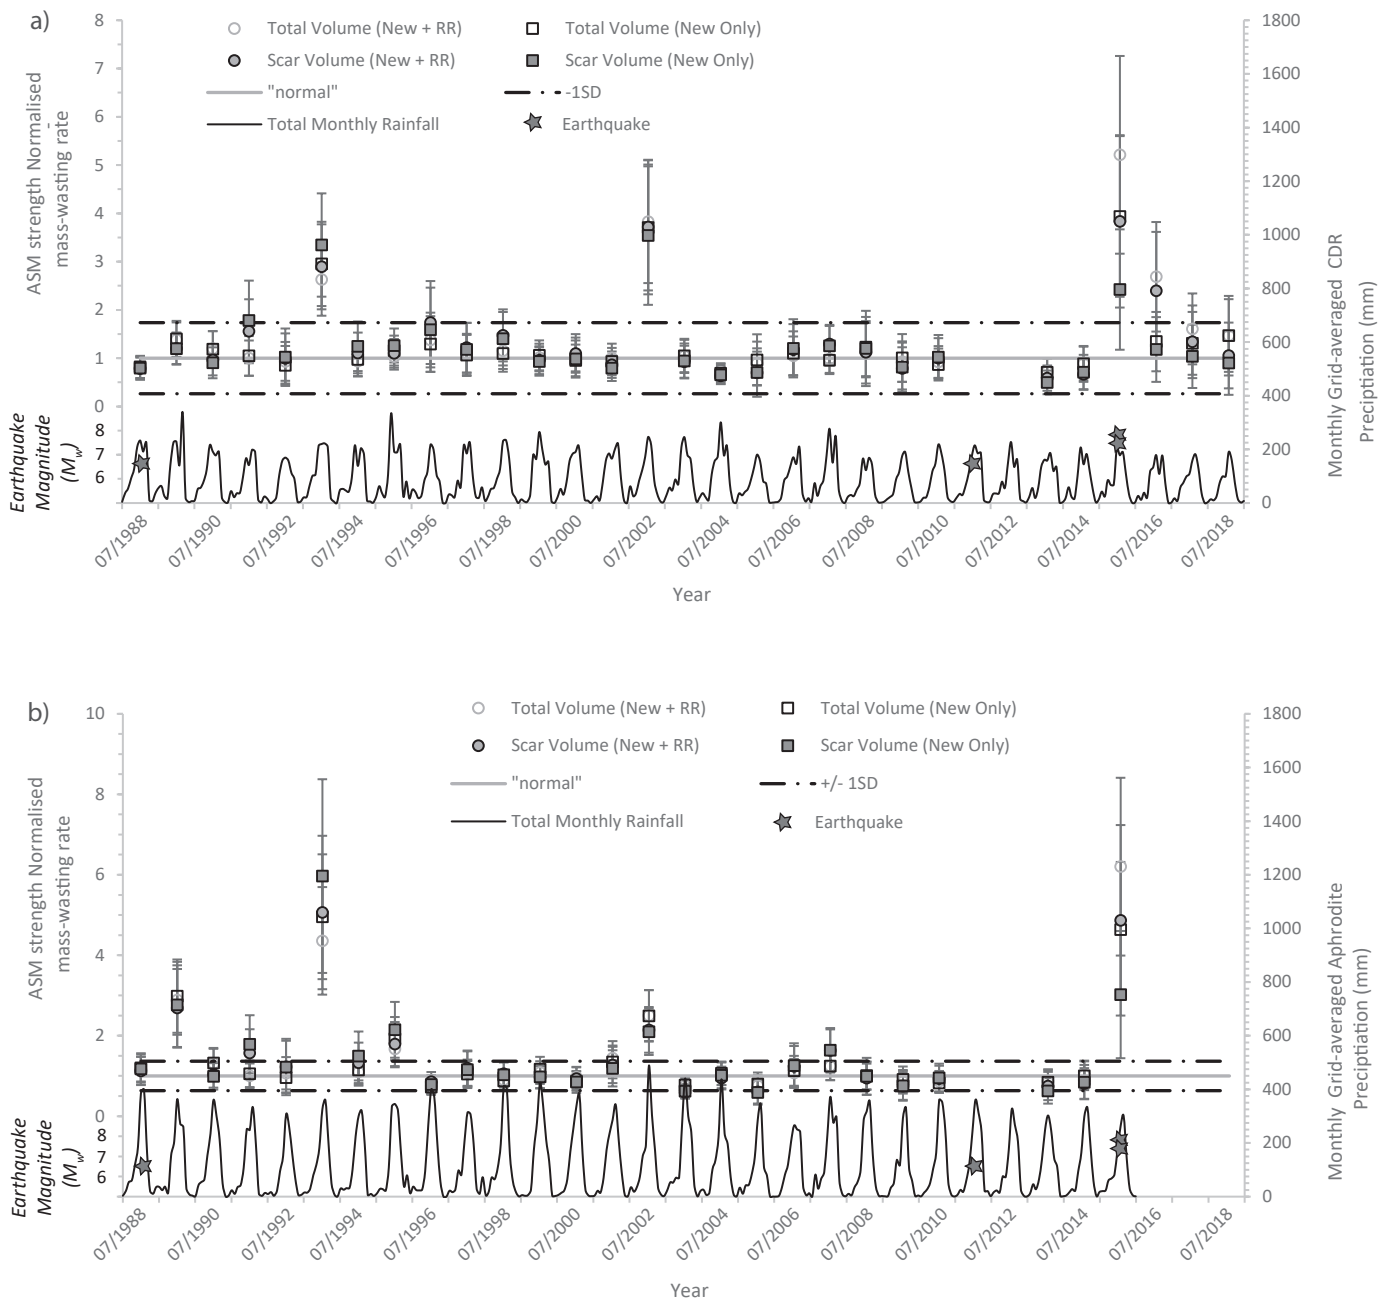 a)
Total Volume (New + RR)
Total Volume (New Only)
Scar Volume (New + RR)
Scar Volume (New Only)
"normal"
-1SD
Total Monthly Rainfall
Earthquake
8
7
6
5
4
3
2
1
0
ASM strength Normalised
mass-wasting rate
8
7
6
Earthquake
Magnitude
(Mw)
1800
1600
1400
1200
1000
800
600
400
200
0
Monthly Grid-averaged CDR
Preciptiation (mm)
07/1988
07/1990
07/1992
07/1994
07/1996
07/1998
07/2000
07/2002
07/2004
07/2006
07/2008
07/2010
07/2012
07/2014
07/2016
07/2018
Year
b)
Total Volume (New + RR)
Total Volume (New Only)
Scar Volume (New + RR)
Scar Volume (New Only)
"normal"
+/- 1SD
Total Monthly Rainfall
Earthquake
10
8
6
4
2
0
ASM strength Normalised
mass-wasting rate
8
7
6
Earthquake
Magnitude
(Mw)
1800
1600
1400
1200
1000
800
600
400
200
0
Monthly Grid-averaged Aphrodite
Precipitation (mm)
07/1988
07/1990
07/1992
07/1994
07/1996
07/1998
07/2000
07/2002
07/2004
07/2006
07/2008
07/2010
07/2012
07/2014
07/2016
07/2018
Year